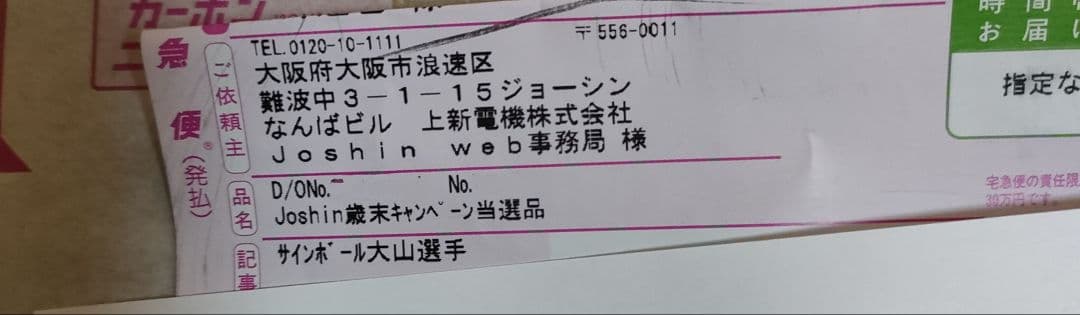 カーボン
急便
(発払)
ご依頼主
TEL.0120-10-1111
〒556-0011
大阪府大阪市浪速区
難波中3-1-15ジョーシン
なんばビル 上新電機株式会社
Joshin web事務局 様
品名
D/ONo.
No.
Joshin歳末キャンペーン当選品
記事
サインボール大山選手
時間
お届け
指定な
宅急便の責任限
30万円です。